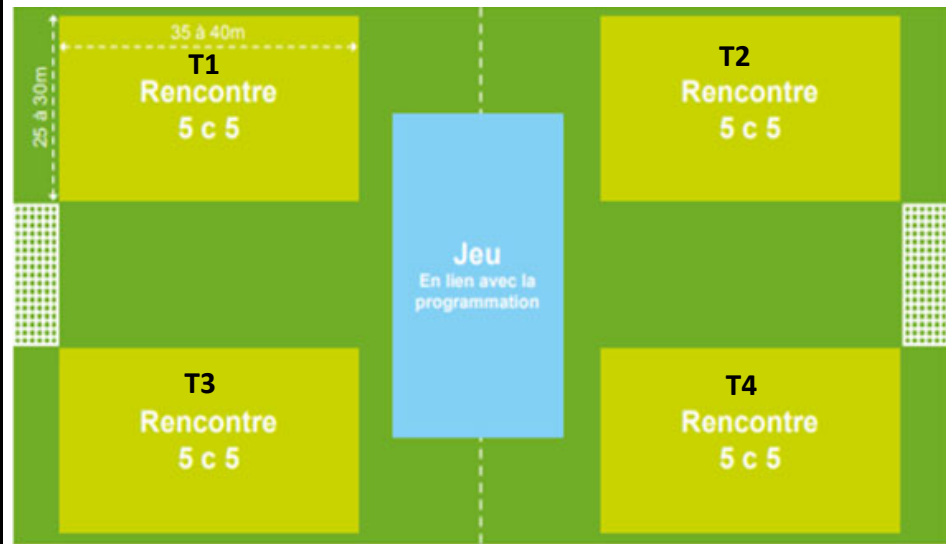 35 à 40m
25 à 30m
T1
Rencontre
5 c 5
T2
Rencontre
5 c 5
Jeu
En lien avec la
programmation
T3
Rencontre
5 c 5
T4
Rencontre
5 c 5